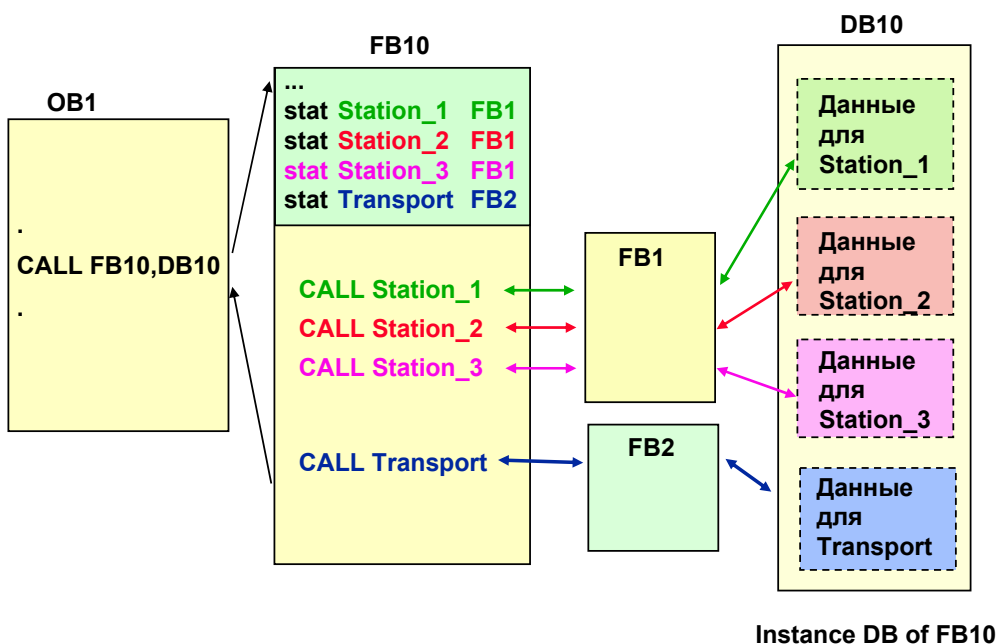 OB1
.
CALL FB10,DB10
.
FB10
...
stat Station_1 FB1
stat Station_2 FB1
stat Station_3 FB1
stat Transport FB2
CALL Station_1
CALL Station_2
CALL Station_3
CALL Transport
FB1
FB2
DB10
Данные
для
Station_1
Данные
для
Station_2
Данные
для
Station_3
Данные
для
Transport
Instance DB of FB10